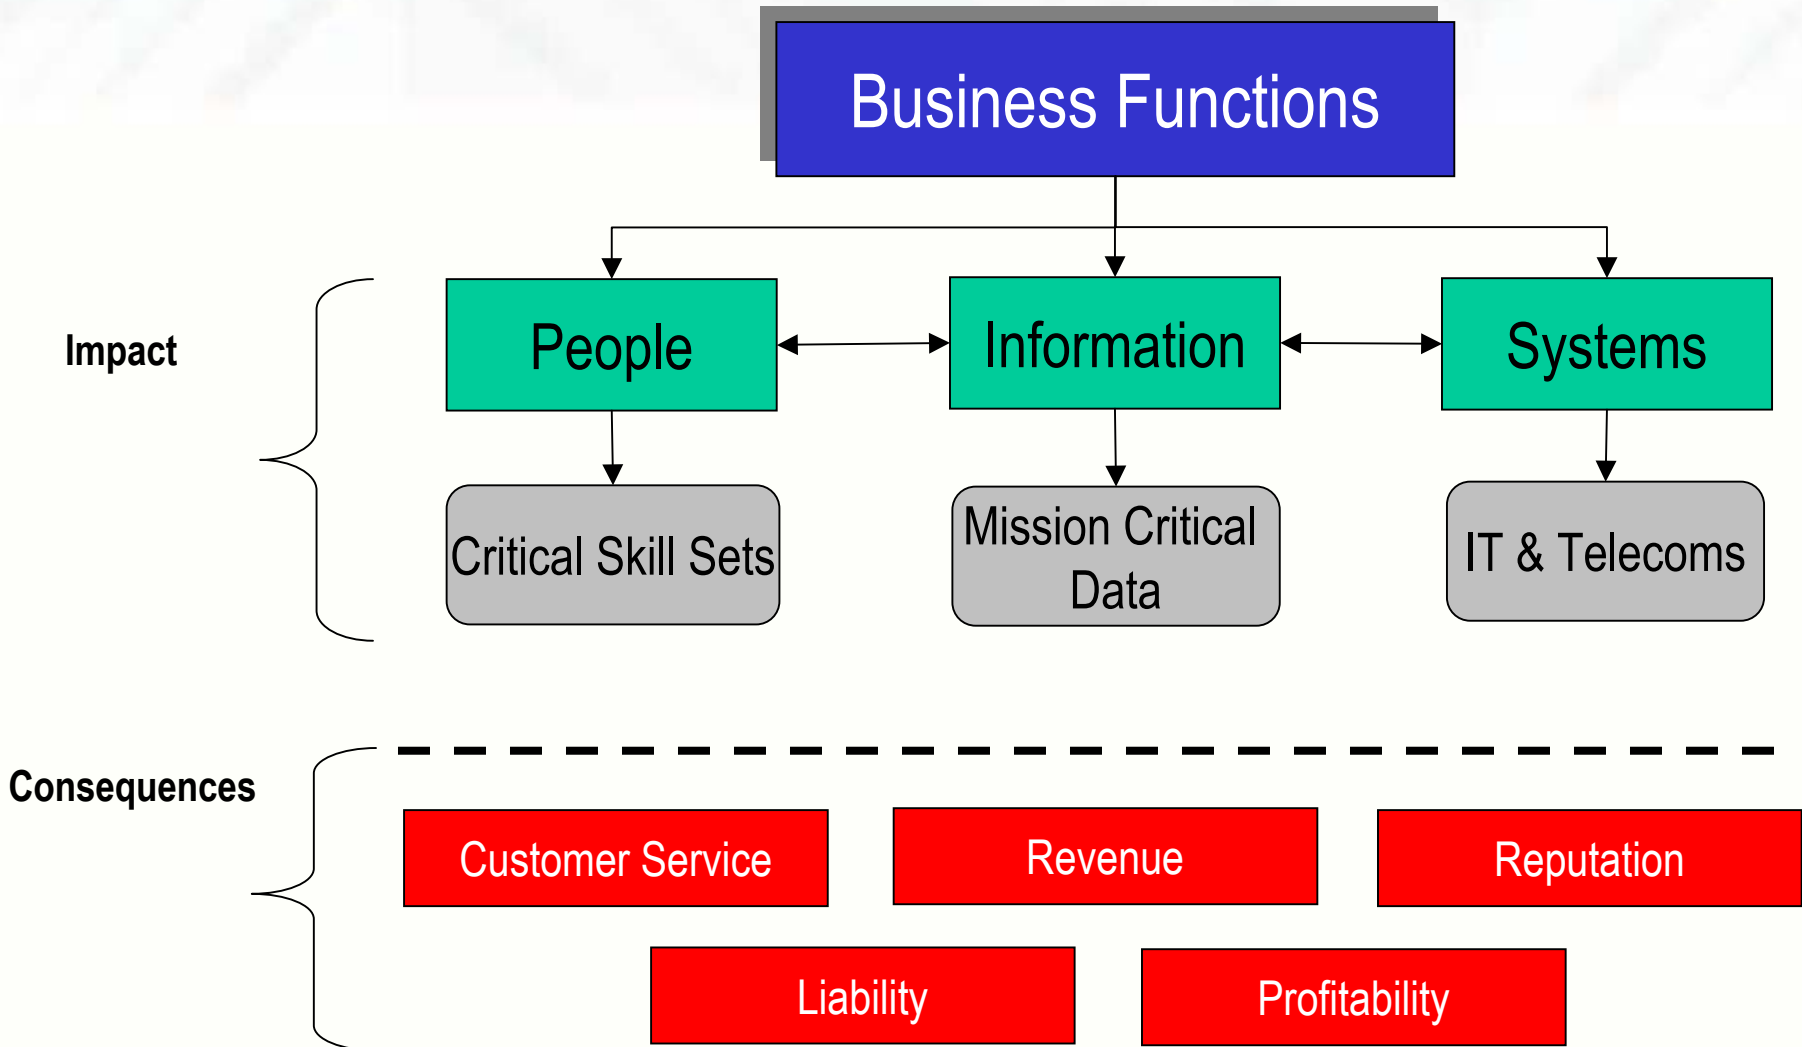 Business Functions
Impact
People
Information
Systems
Critical Skill Sets
Mission Critical
Data
IT & Telecoms
Consequences
Customer Service
Revenue
Reputation
Liability
Profitability